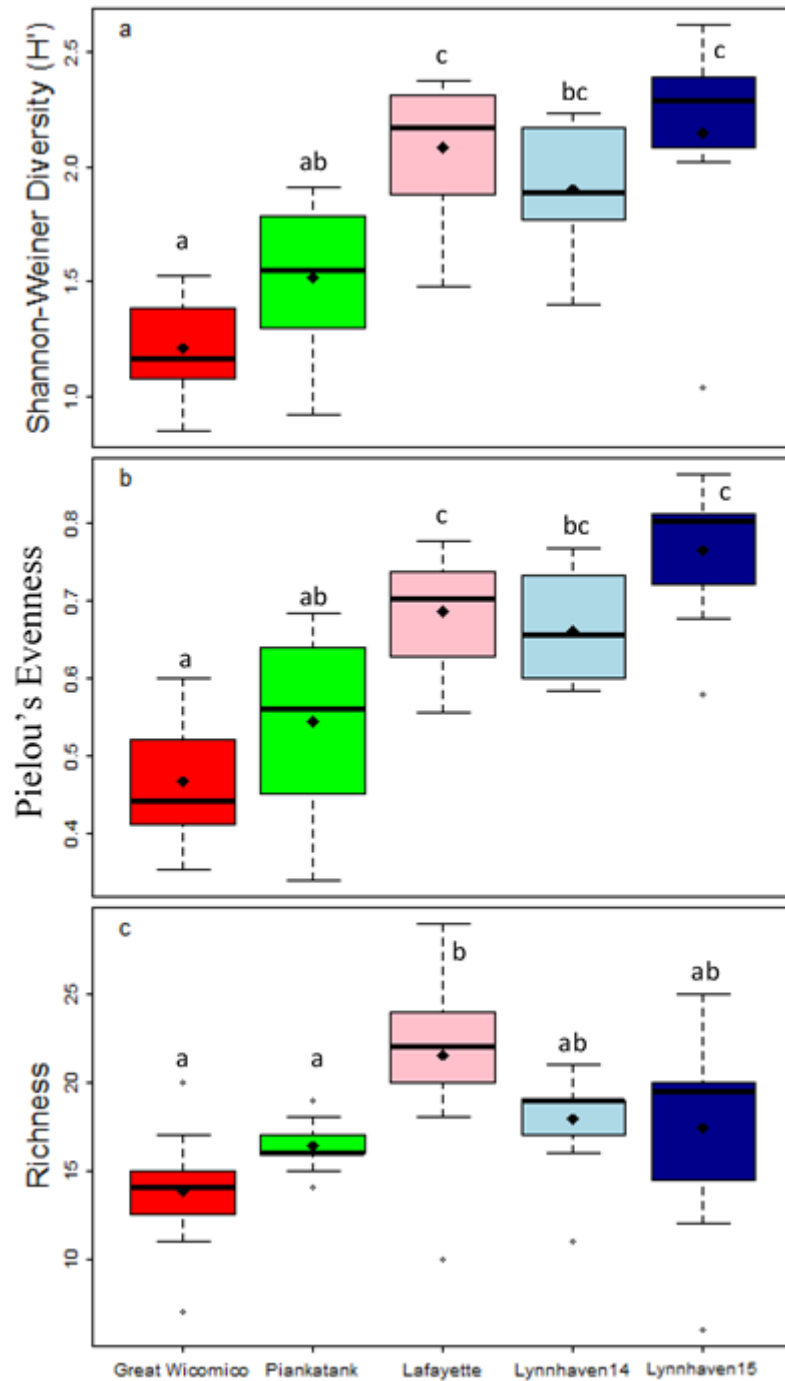 a
Shannon-Weiner Diversity (H')
2.5
2.0
1.5
1.0
a
ab
c
bc
c
b
Pielou's Evenness
0.8
0.7
0.6
0.5
0.4
a
ab
c
bc
c
c
Richness
25
20
15
10
a
a
b
ab
ab
Great Wicomico Piankatank Lafayette Lynnhaven14 Lynnhaven15